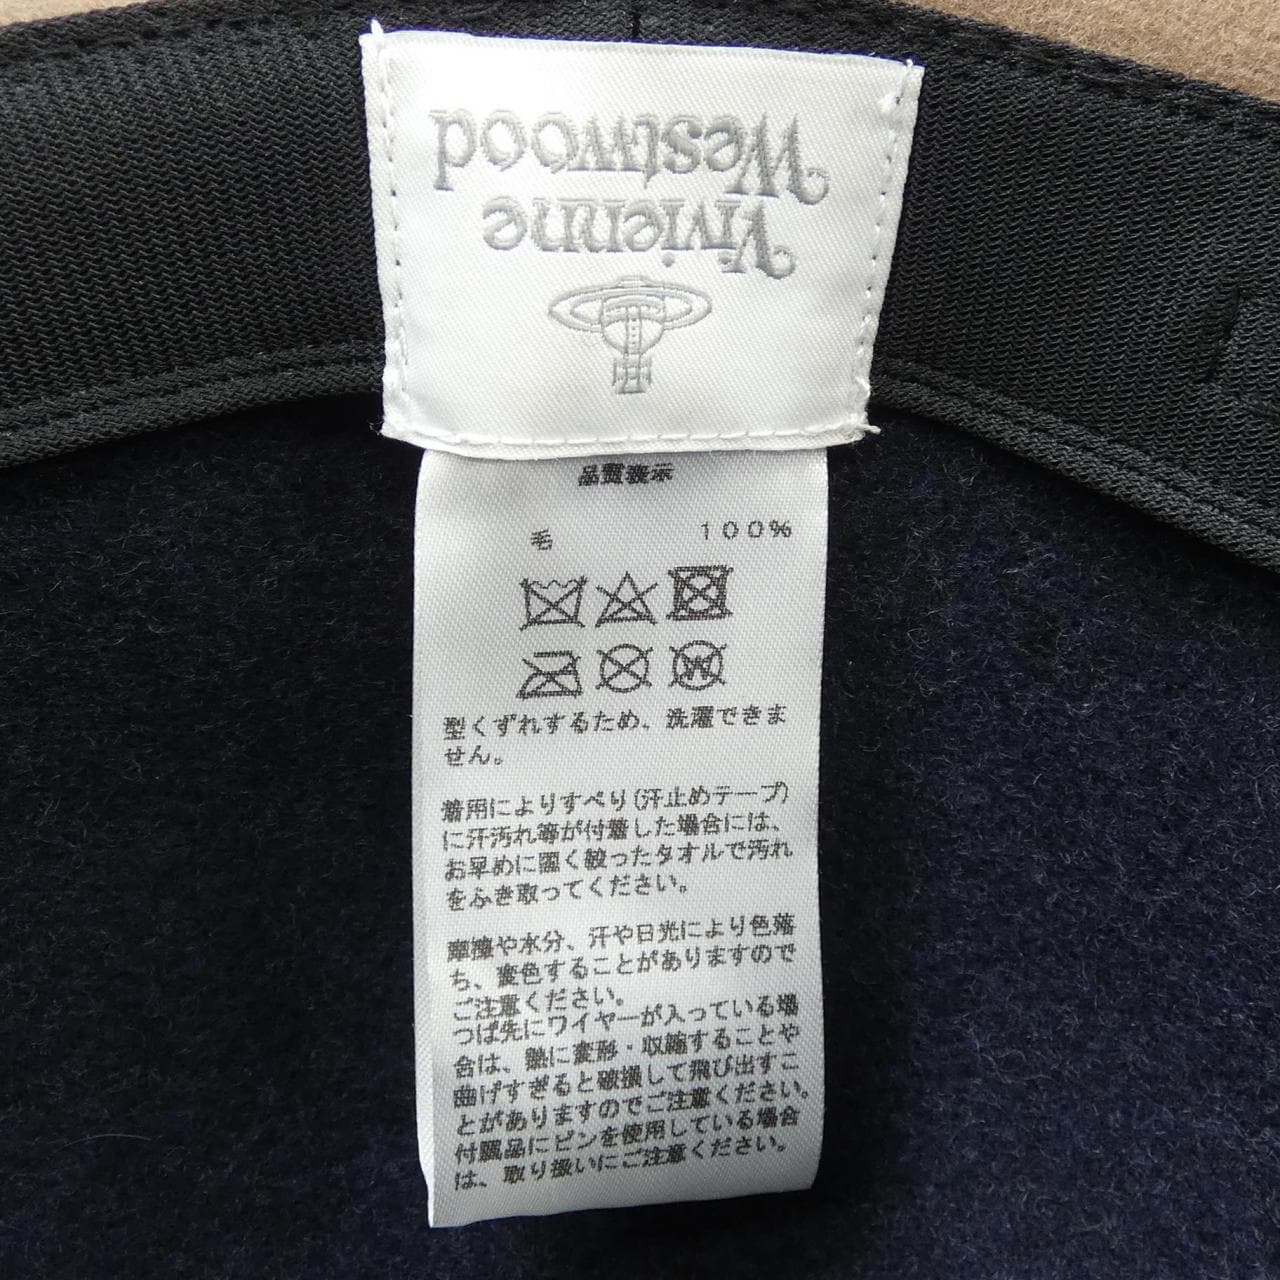 Vivienne
Westwood
品質表示
毛 100%
W
型くずれするため、洗濯できま
せん。
着用によりすべり(汗止めテープ)
に汗汚れ等が付着した場合には、
お早めに固く絞ったタオルで汚れ
をふき取ってください。
摩擦や水分、汗や日光により色落
ち、変色することがありますので
ご注意ください。
つば先にワイヤーが入っている場
合は、熱に変形・収縮することや
曲げすぎると破損して飛び出すこ
とがありますのでご注意ください。
付属品にピンを使用している場合
は、取り扱いにご注意ください。